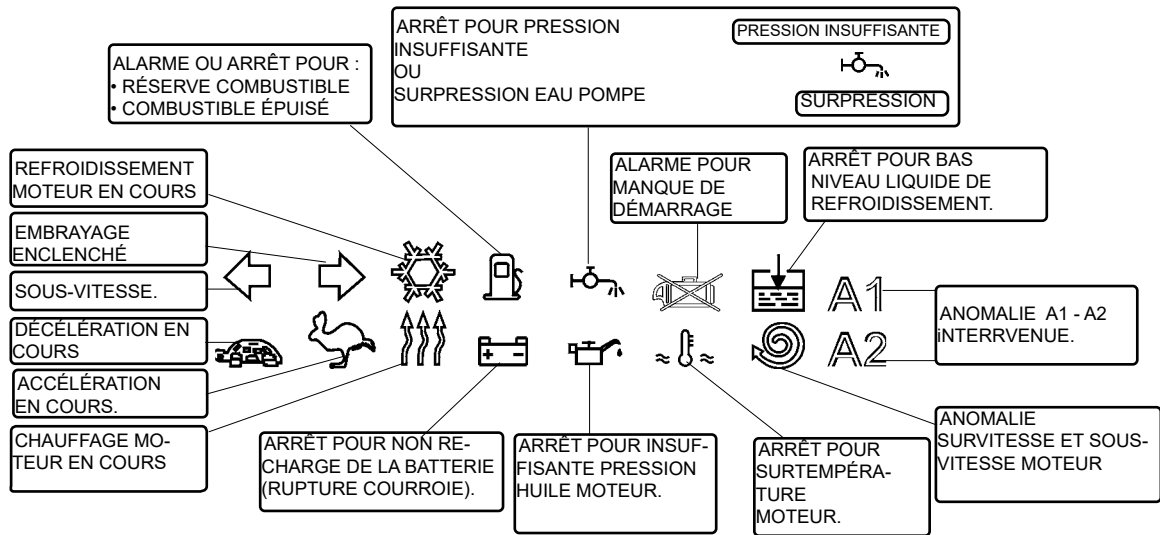 ALARME OU ARRÊT POUR :
• RÉSERVE COMBUSTIBLE
• COMBUSTIBLE ÉPUISÉ
ARRÊT POUR PRESSION
INSUFFISANTE
OU
SURPRESSION EAU POMPE
PRESSION INSUFFISANTE
SURPRESSION
REFROIDISSEMENT
MOTEUR EN COURS
ALARME POUR
MANQUE DE
DÉMARRAGE
ARRÊT POUR BAS
NIVEAU LIQUIDE DE
REFROIDISSEMENT.
EMBRAYAGE
ENCLENCHÉ
SOUS-VITESSE.
DÉCÉLÉRATION EN
COURS
ACCÉLÉRATION
EN COURS.
CHAUFFAGE MO-
TEUR EN COURS
A1
A2
ANOMALIE A1 - A2
iNTERRVENUE.
ARRÊT POUR NON RE-
CHARGE DE LA BATTERIE
(RUPTURE COURROIE).
ARRÊT POUR INSUF-
FISANTE PRESSION
HUILE MOTEUR.
ARRÊT POUR
SURTEMPÉRA-
TURE
MOTEUR.
ANOMALIE
SURVITESSE ET SOUS-
VITESSE MOTEUR